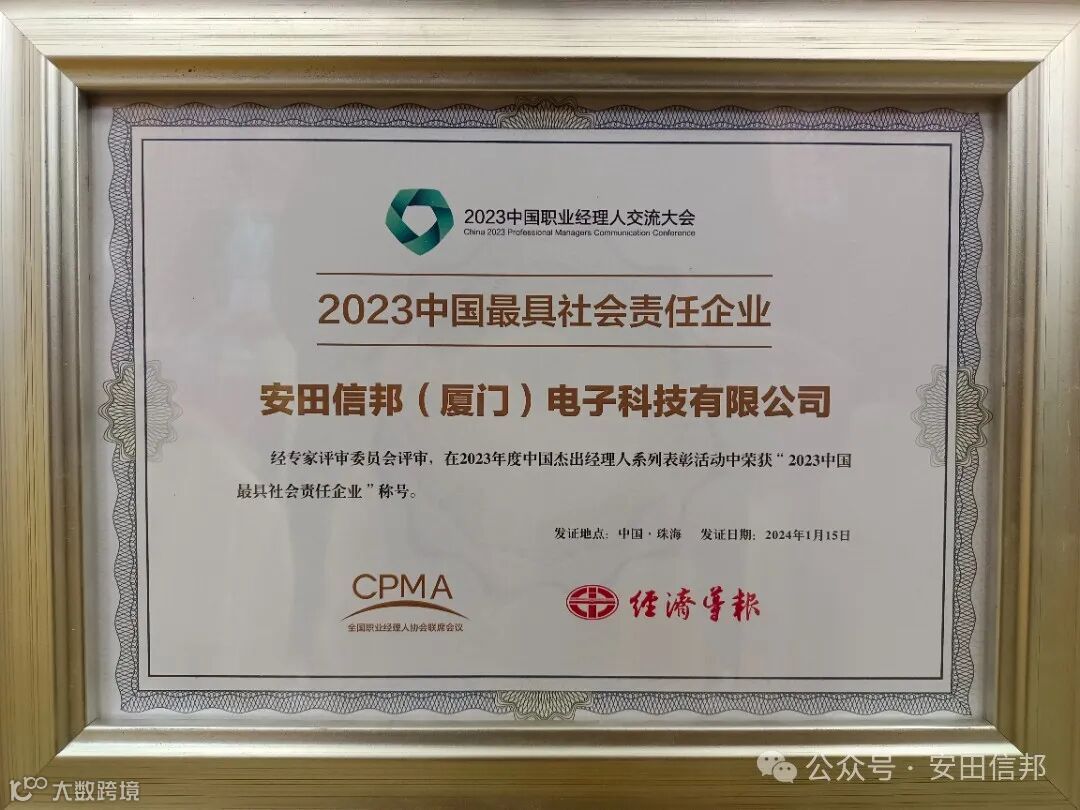 2023中国职业经理人交流大会
China 2023 Professional Managers Communication Conference
2023中国最具社会责任企业
安田信邦（厦门）电子科技有限公司
经专家评审委员会评审，在2023年度中国杰出经理人系列表彰活动中荣获“2023中国
最具社会责任企业”称号。
发证地点：中国·珠海 发证日期：2024年1月15日
CPMA
全国职业经理人协会联席会议
經濟導報
公众号·安田信邦
大数跨境